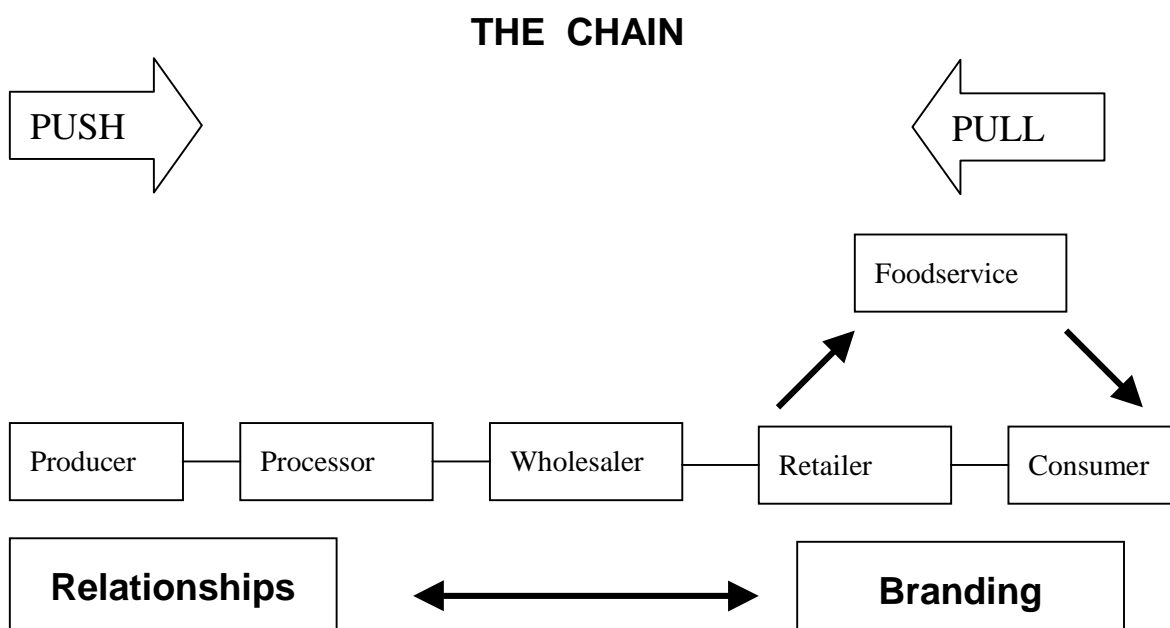 THE CHAIN
PUSH
PULL
Foodservice
Producer
Processor
Wholesaler
Retailer
Consumer
Relationships
Branding